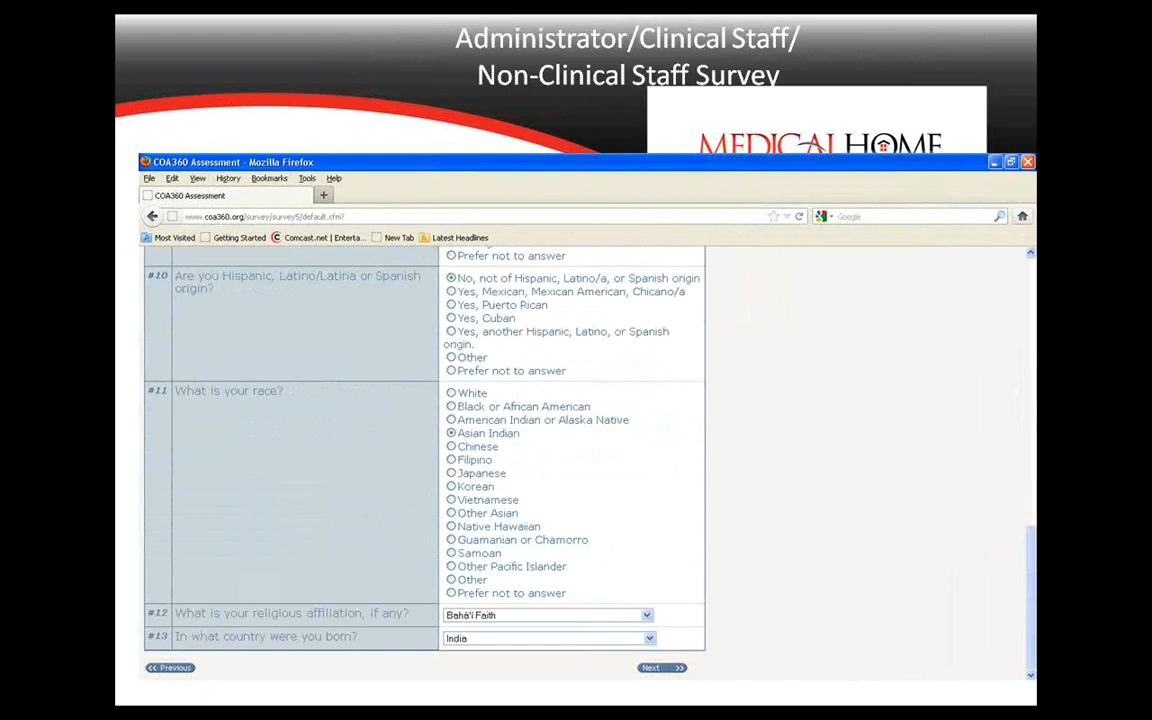 Administrator/Clinical Staff/
Non-Clinical Staff Survey
MEDICAL HOME
COA360 Assessment - Mozilla Firefox
File Edit View History Bookmarks Tools Help
COA360 Assessment
www.coa360.org/survey/survey5/default.cfm?
Google
Most Visited Getting Started Comcast.net | Enterta... New Tab Latest Headlines
Prefer not to answer
#10 Are you Hispanic, Latino/Latina or Spanish
origin?
No, not of Hispanic, Latino/a, or Spanish origin
Yes, Mexican, Mexican American, Chicano/a
Yes, Puerto Rican
Yes, Cuban
Yes, another Hispanic, Latino, or Spanish
origin.
Other
Prefer not to answer
#11 What is your race?
White
Black or African American
American Indian or Alaska Native
Asian Indian
Chinese
Filipino
Japanese
Korean
Vietnamese
Other Asian
Native Hawaiian
Guamanian or Chamorro
Samoan
Other Pacific Islander
Other
Prefer not to answer
#12 What is your religious affiliation, if any? Bahá'í Faith
#13 In what country were you born? India
<< Previous Next >>